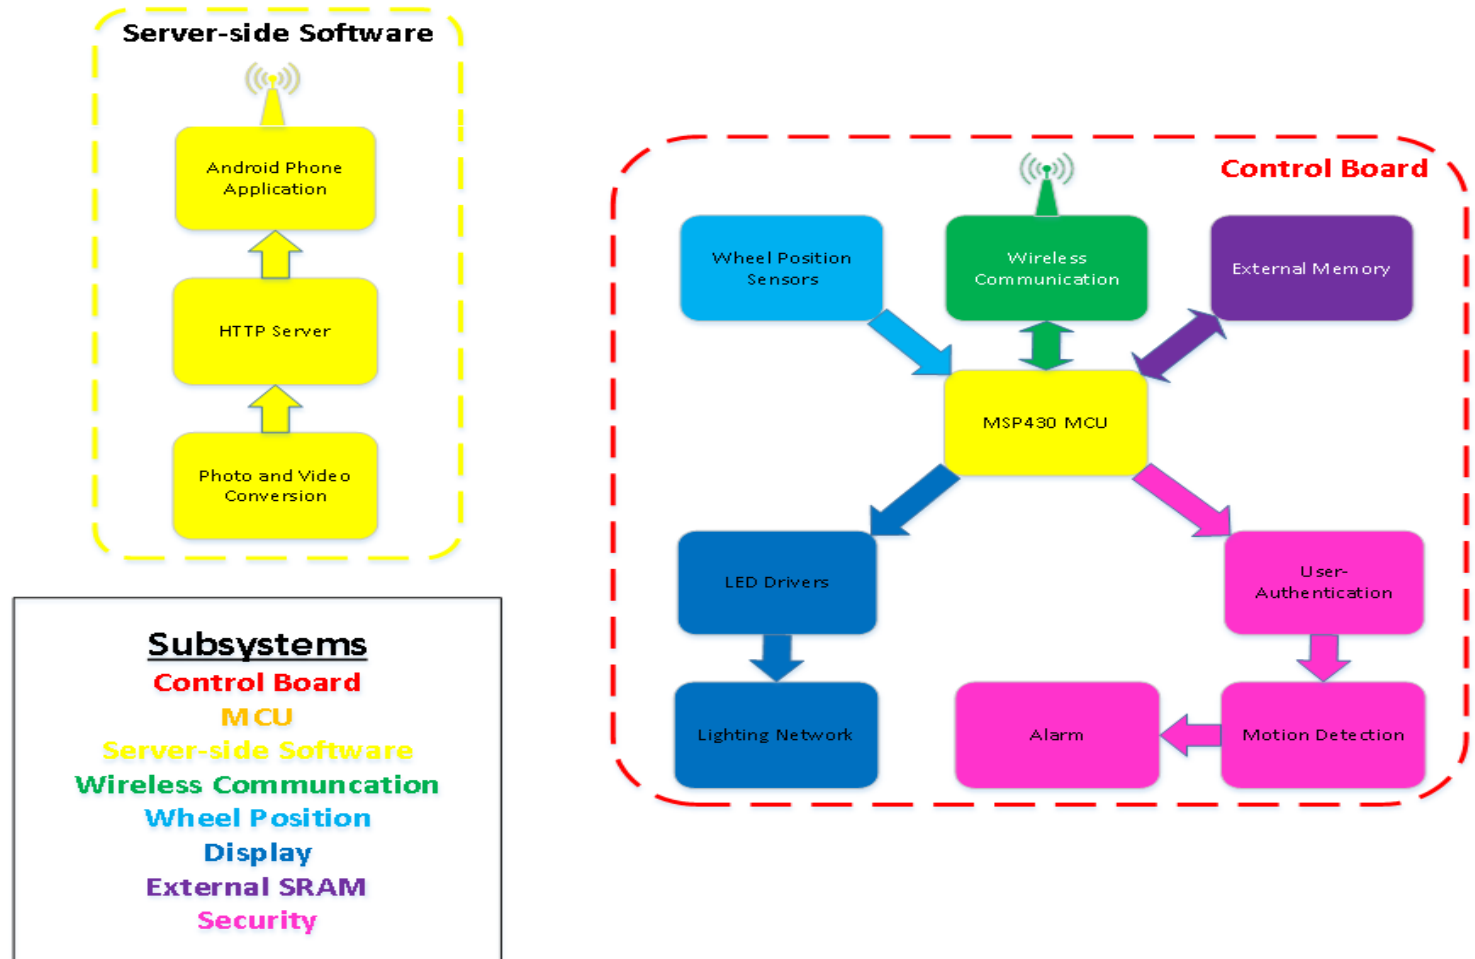 Server-side Software
Android Phone
Application
HTTP Server
Photo and Video
Conversion
Control Board
Wheel Position
Sensors
Wireless
Communication
External Memory
MSP430 MCU
LED Drivers
User-
Authentication
Lighting Network
Alarm
Motion Detection
Subsystems
Control Board
MCU
Server-side Software
Wireless Communcation
Wheel Position
Display
External SRAM
Security